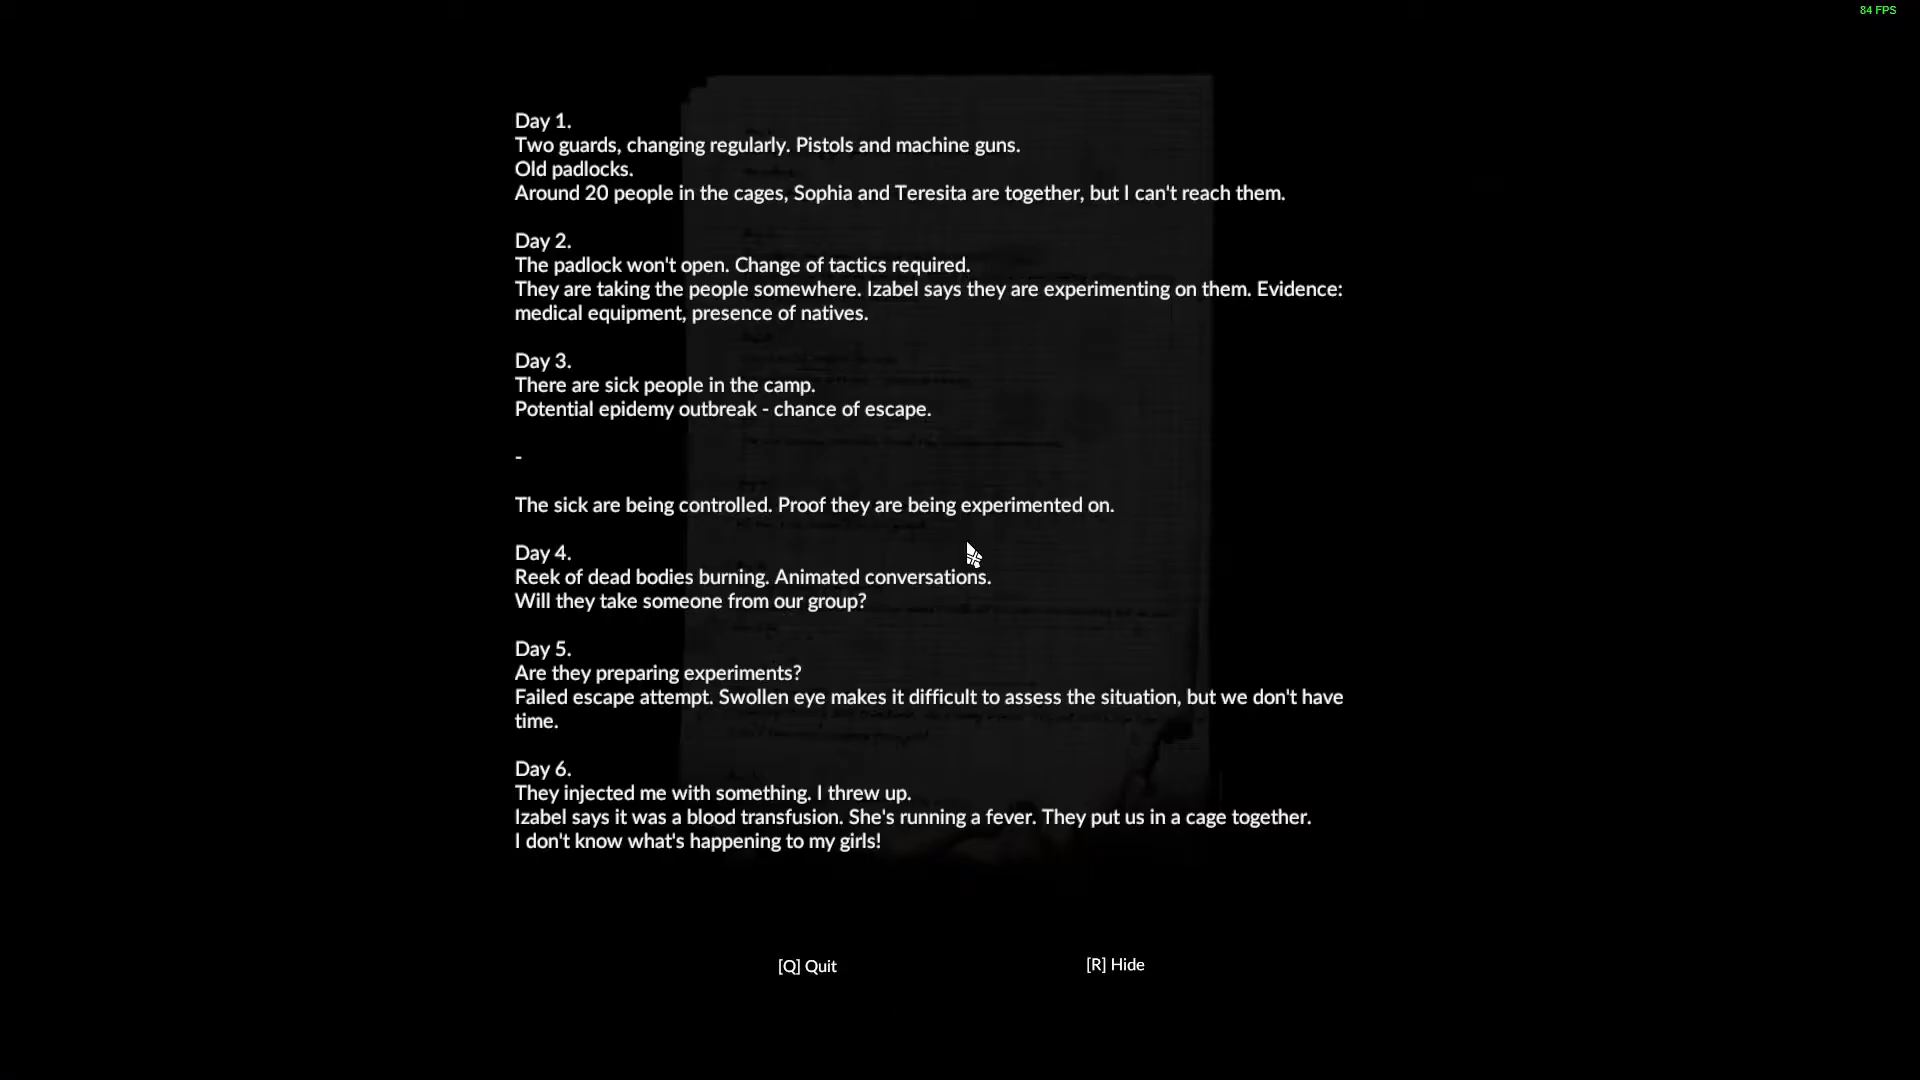 84 FPS
Day 1.
Two guards, changing regularly. Pistols and machine guns.
Old padlocks.
Around 20 people in the cages, Sophia and Teresita are together, but I can't reach them.
Day 2.
The padlock won't open. Change of tactics required.
They are taking the people somewhere. Izabel says they are experimenting on them. Evidence:
medical equipment, presence of natives.
Day 3.
There are sick people in the camp.
Potential epidemy outbreak - chance of escape.
-
The sick are being controlled. Proof they are being experimented on.
Day 4.
Reek of dead bodies burning. Animated conversations.
Will they take someone from our group?
Day 5.
Are they preparing experiments?
Failed escape attempt. Swollen eye makes it difficult to assess the situation, but we don't have
time.
Day 6.
They injected me with something. I threw up.
Izabel says it was a blood transfusion. She's running a fever. They put us in a cage together.
I don't know what's happening to my girls!
[Q] Quit
[R] Hide